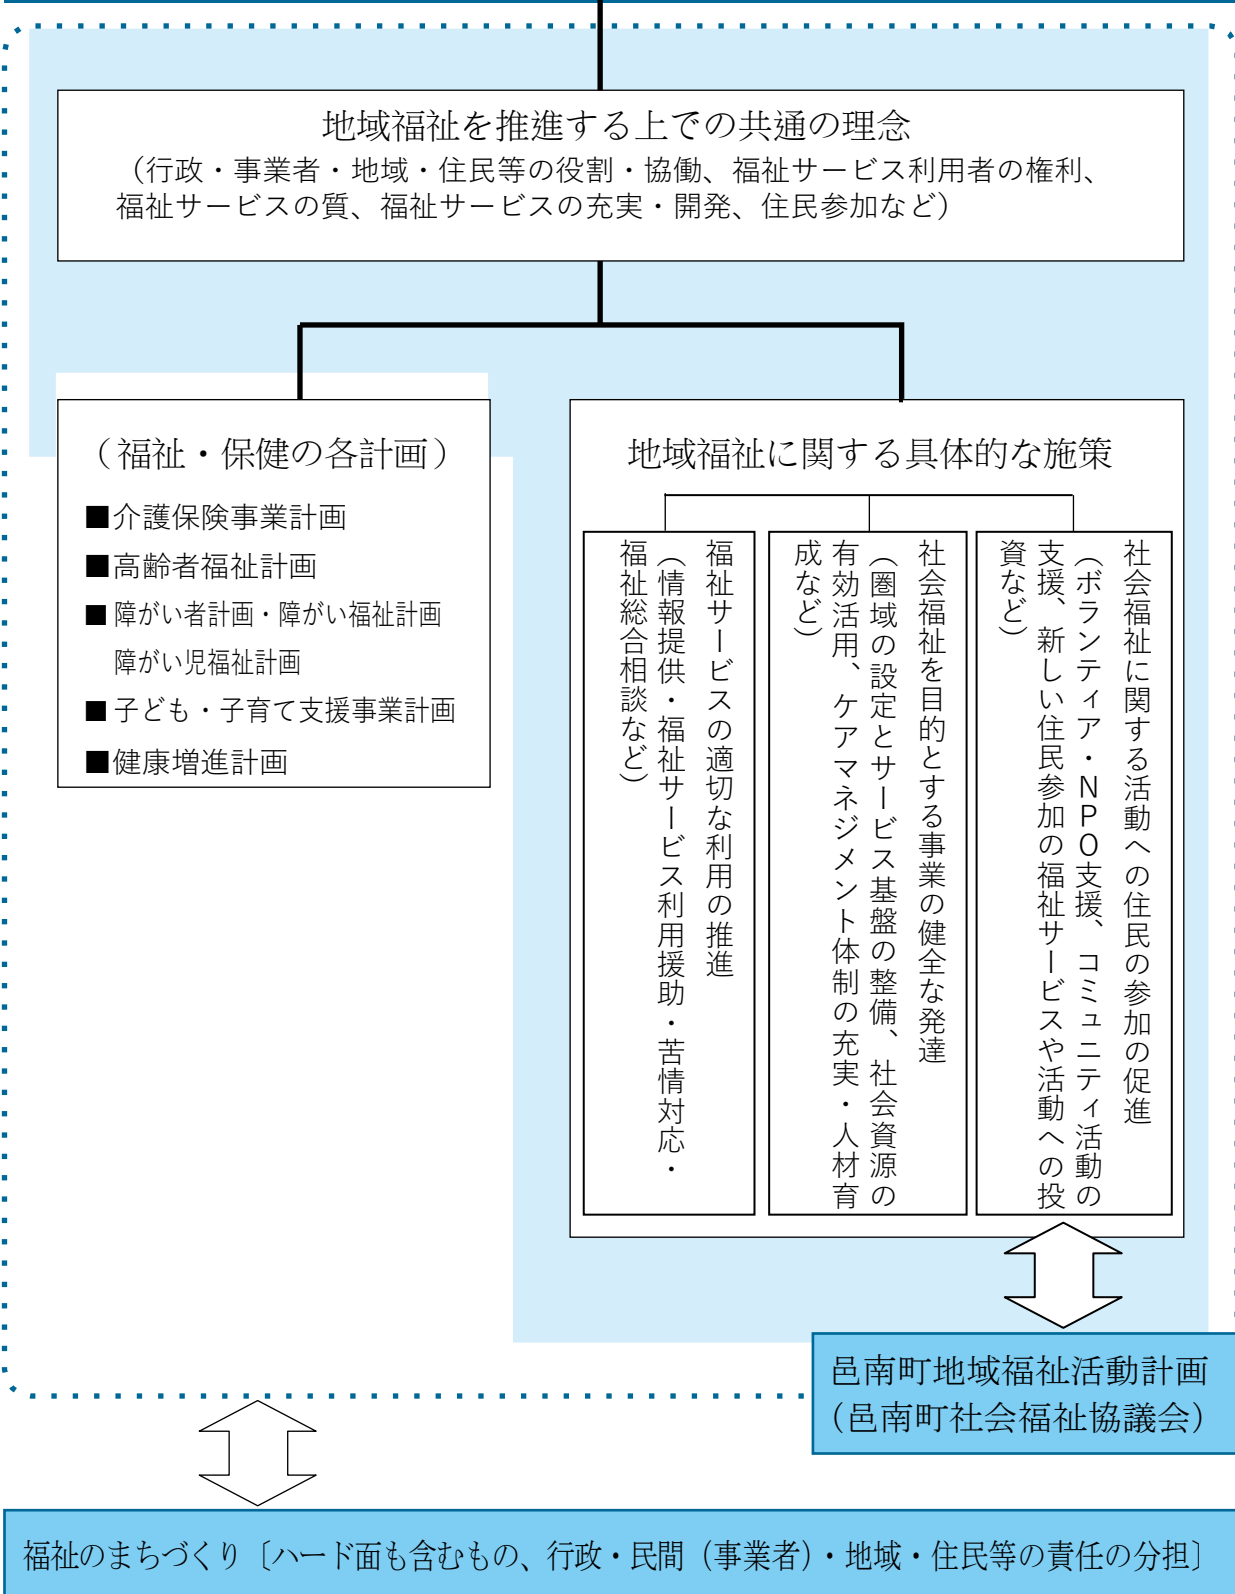 地域福祉を推進する上での共通の理念
（行政・事業者・地域・住民等の役割・協働、福祉サービス利用者の権利、
福祉サービスの質、福祉サービスの充実・開発、住民参加など）
（福祉・保健の各計画）
■介護保険事業計画
■高齢者福祉計画
■障がい者計画・障がい福祉計画
障がい児福祉計画
■子ども・子育て支援事業計画
■健康増進計画
地域福祉に関する具体的な施策
社会福祉に関する活動への住民の参加の促進
（ボランティア・ＮＰＯ支援、コミュニティ活動の
支援、新しい住民参加の福祉サービスや活動への投
資など）
社会福祉を目的とする事業の健全な発達
（圏域の設定とサービス基盤の整備、社会資源の
有効活用、ケアマネジメント体制の充実・人材育
成など）
福祉サービスの適切な利用の推進
（情報提供・福祉サービス利用援助・苦情対応・
福祉総合相談など）
邑南町地域福祉活動計画
（邑南町社会福祉協議会）
福祉のまちづくり〔ハード面も含むもの、行政・民間（事業者）・地域・住民等の責任の分担〕